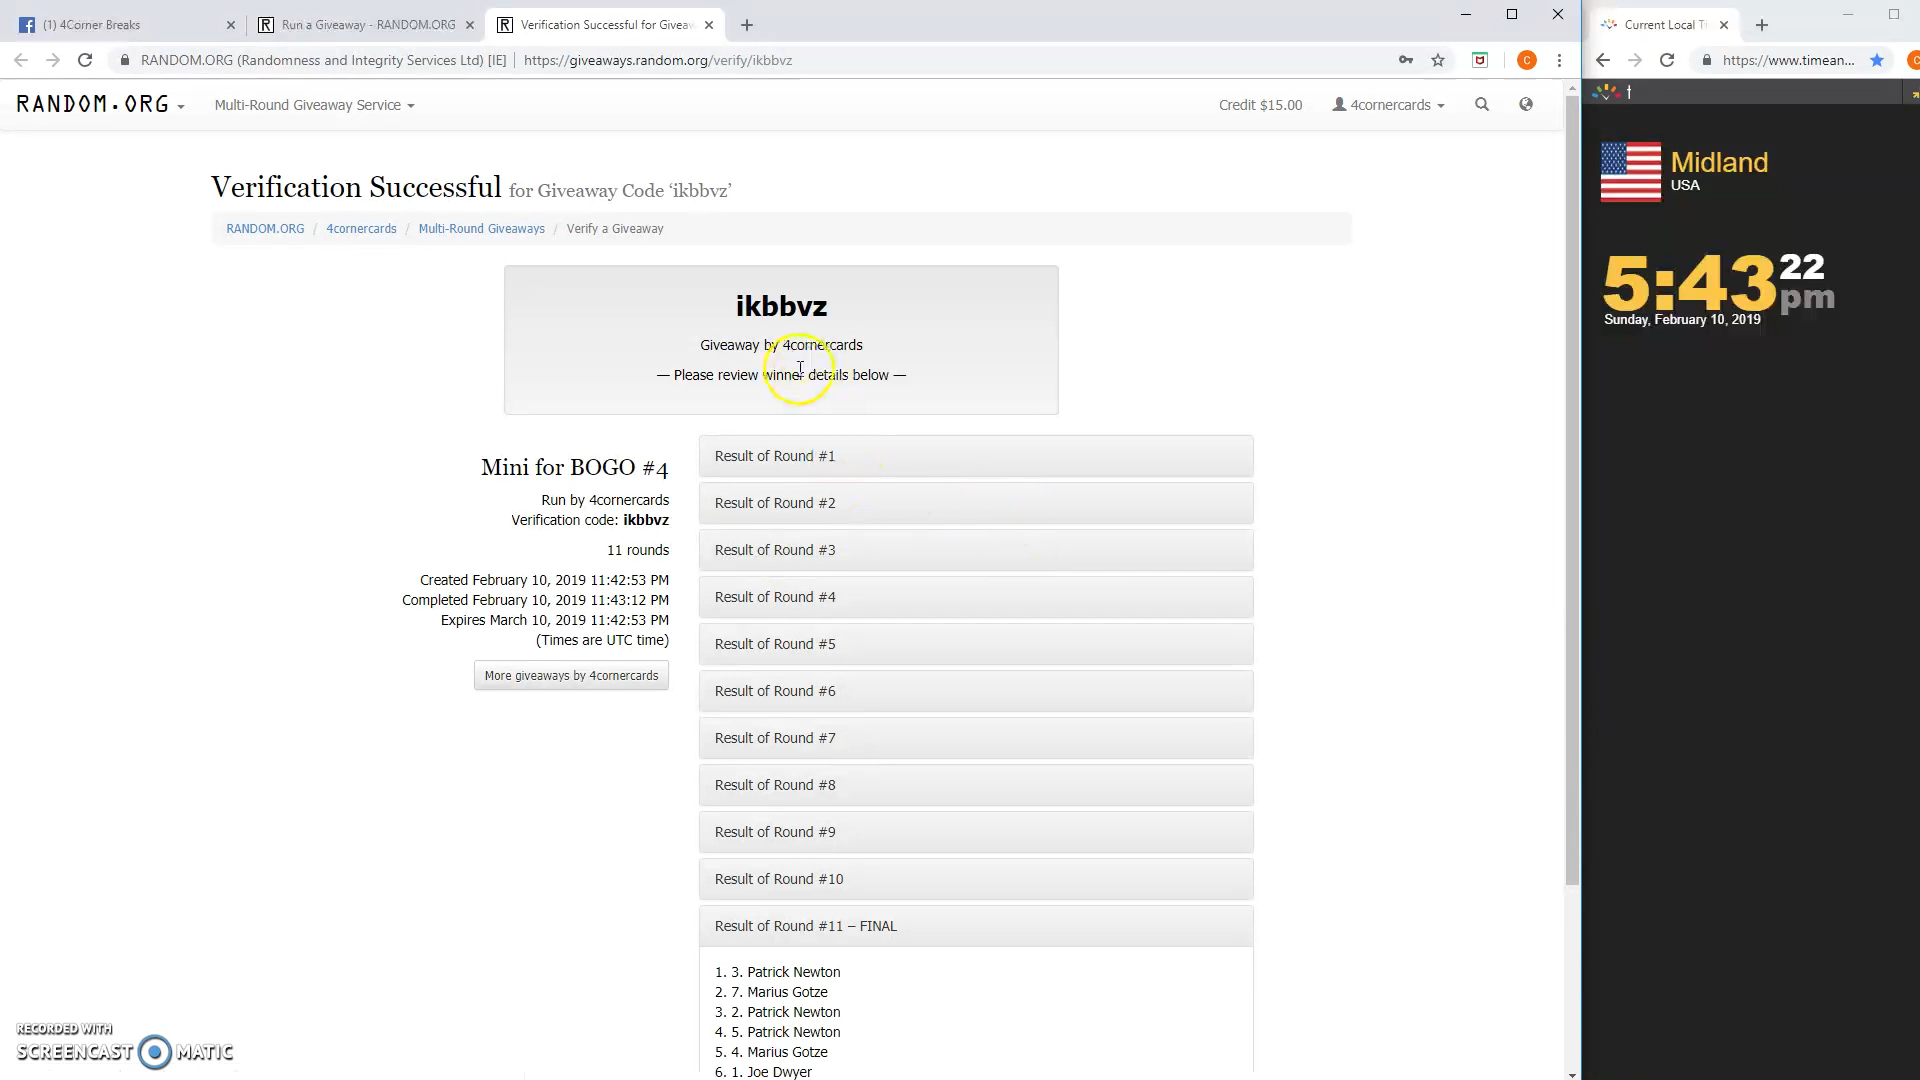 (1) 4Corner Breaks
Run a Giveaway - RANDOM.ORG
Verification Successful for Giveaw
Current Local Ti
RANDOM.ORG (Randomness and Integrity Services Ltd) [IE] | https://giveaways.random.org/verify/ikbbvz
https://www.timean...
RANDOM.ORG
Multi-Round Giveaway Service
Credit $15.00
4cornercards
Midland
USA
5:43 22 pm
Sunday, February 10, 2019
Verification Successful for Giveaway Code ‘ikbbvz’
RANDOM.ORG / 4cornercards / Multi-Round Giveaways / Verify a Giveaway
ikbbvz
Giveaway by 4cornercards
— Please review winner details below —
Mini for BOGO #4
Run by 4cornercards
Verification code: ikbbvz
11 rounds
Created February 10, 2019 11:42:53 PM
Completed February 10, 2019 11:43:12 PM
Expires March 10, 2019 11:42:53 PM
(Times are UTC time)
More giveaways by 4cornercards
Result of Round #1
Result of Round #2
Result of Round #3
Result of Round #4
Result of Round #5
Result of Round #6
Result of Round #7
Result of Round #8
Result of Round #9
Result of Round #10
Result of Round #11 – FINAL
1. 3. Patrick Newton
2. 7. Marius Gotze
3. 2. Patrick Newton
4. 5. Patrick Newton
5. 4. Marius Gotze
6. 1. Joe Dwyer
RECORDED WITH
SCREENCAST MATIC